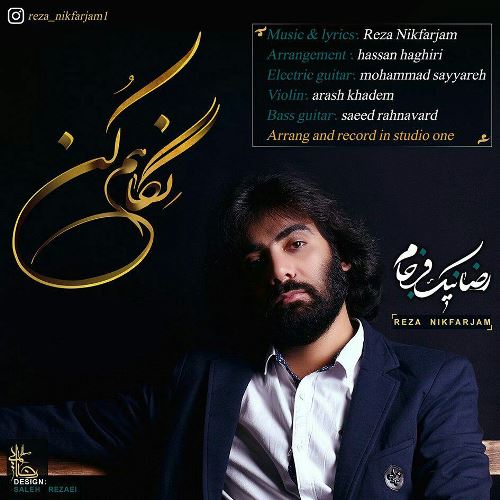 reza_nikfarjam1
Music & lyrics: Reza Nikfarjam
Arrangement : hassan haghiri
Electric guitar: mohammad sayyareh
Violin: arash khadem
Bass guitar: saeed rahnavard
Arrang and record in studio one
نگاهم کُن
رضا نیک فرجام
REZA NIKFARJAM
DESIGN:
SALEH REZAEI